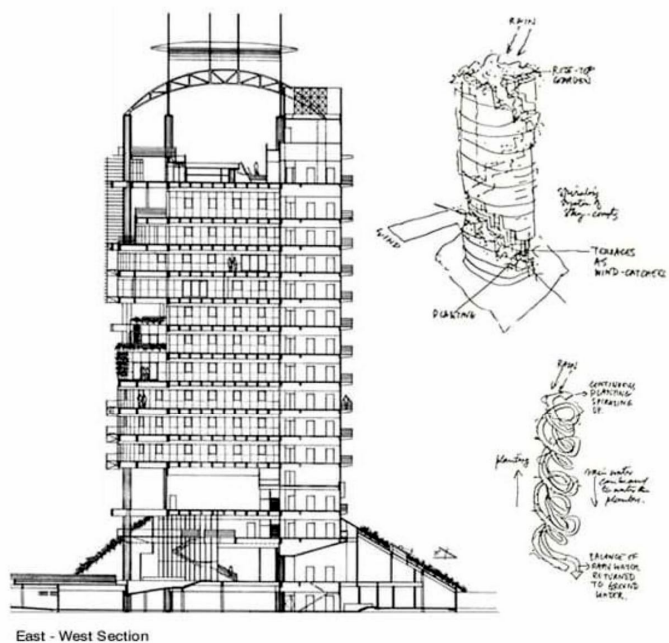 RAIN
ROOF-TOP
GARDEN
Spiraling
system of
sky-courts
WIND
TERRACES
AS
WIND-CATCHERS
PLANTING
RAIN
CONTINUOUS
PLANTING
SPIRALING
UP.
planting
rain water
can be used
to water the
planters.
BALANCE OF
RAIN WATER
RETURNED
TO GROUND
WATER.
East - West Section